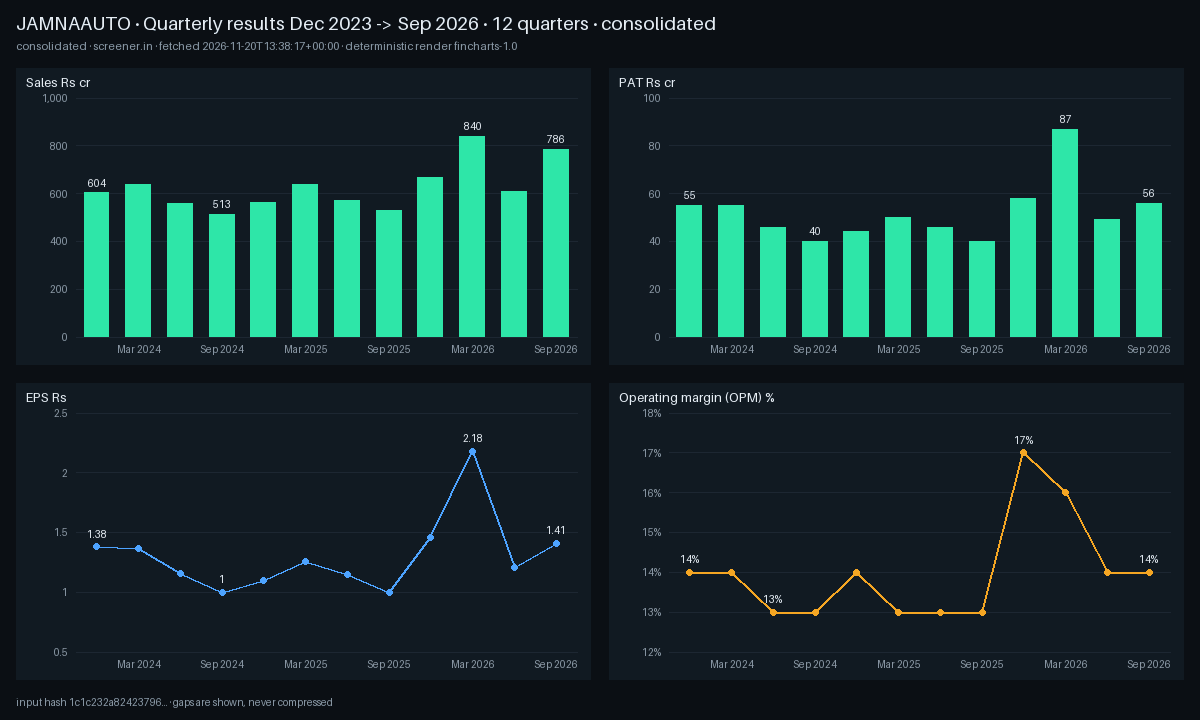 JAMNAAUTO · Quarterly results Dec 2023 -> Sep 2026 · 12 quarters · consolidated
consolidated · screener.in · fetched 2026-11-20T13:38:17+00:00 · deterministic render fincharts-1.0
Sales Rs cr
1,000
800
600
400
200
0
604
513
840
786
Mar 2024
Sep 2024
Mar 2025
Sep 2025
Mar 2026
Sep 2026
PAT Rs cr
100
80
60
40
20
0
55
40
87
56
Mar 2024
Sep 2024
Mar 2025
Sep 2025
Mar 2026
Sep 2026
EPS Rs
2.5
2
1.5
1
0.5
1.38
1
2.18
1.41
Mar 2024
Sep 2024
Mar 2025
Sep 2025
Mar 2026
Sep 2026
Operating margin (OPM) %
18%
17%
16%
15%
14%
13%
12%
14%
13%
17%
14%
Mar 2024
Sep 2024
Mar 2025
Sep 2025
Mar 2026
Sep 2026
input hash 1c1c232a82423796… · gaps are shown, never compressed